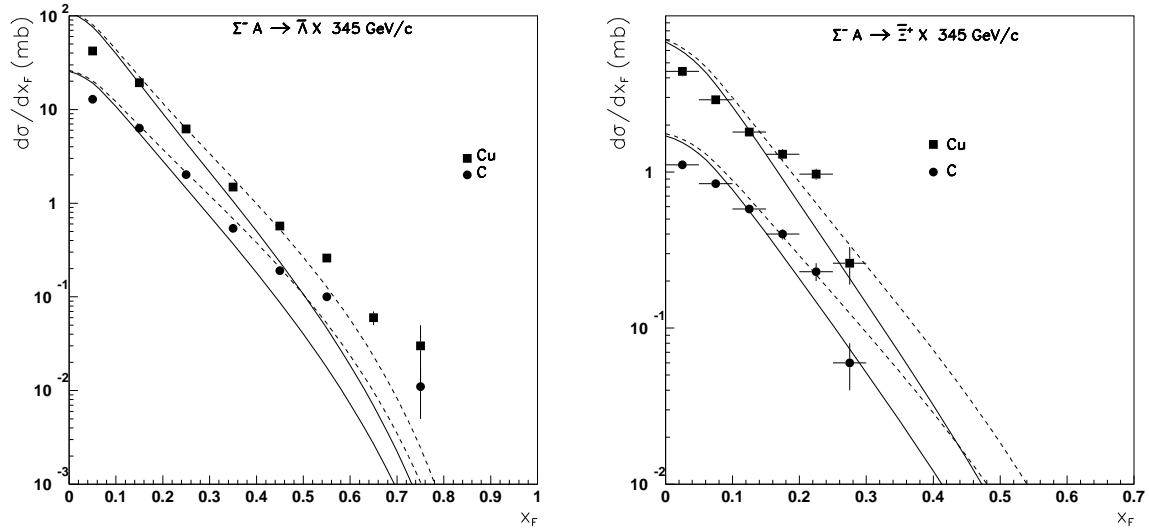 Σ⁻ A → Λ̄ X 345 GeV/c
dσ/dx_F (mb)
10²
10
1
10⁻¹
10⁻²
10⁻³
Cu
C
0 0.1 0.2 0.3 0.4 0.5 0.6 0.7 0.8 0.9 1
x_F
Σ⁻ A → Ξ̄⁺ X 345 GeV/c
dσ/dx_F (mb)
1
10⁻¹
10⁻²
Cu
C
0 0.1 0.2 0.3 0.4 0.5 0.6 0.7
x_F